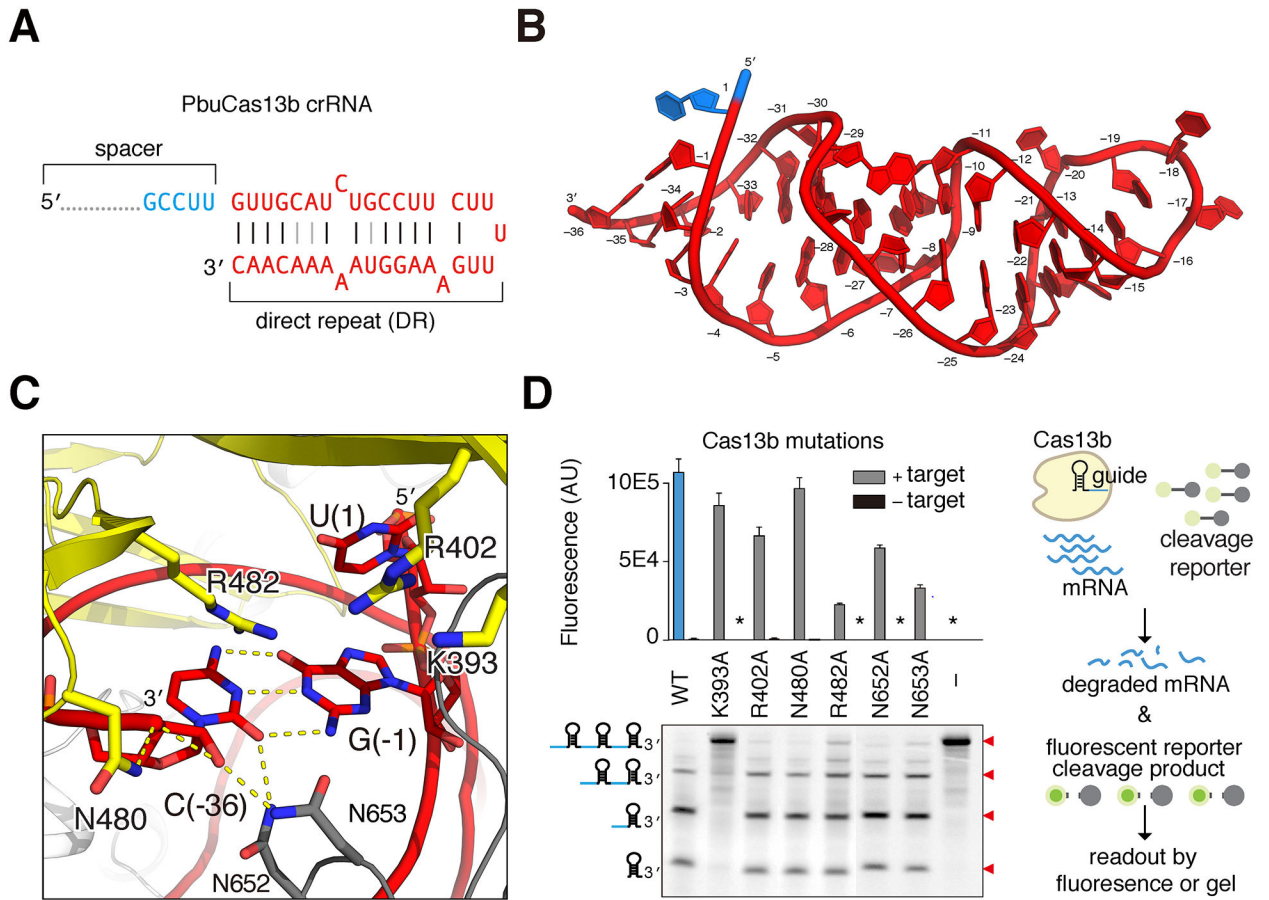 A
PbuCas13b crRNA
spacer
5′
GCCUU GUUGCAU C UGCCUU CUU
U
3′ CAACAAA A AUGGAA A GUU
direct repeat (DR)
B
5′
1
−31
−30
−32
−29
−1
−34
−33
3′
−36
−35
−2
−28
−3
−27
−4
−5
−6
−7
−26
−8
−9
−10
−11
−12
−13
−14
−15
−16
−17
−18
−19
−20
−21
−22
−23
−24
−25
C
U(1)
5′
R402
R482
K393
3′
G(-1)
N480
C(-36)
N653
N652
D
Cas13b mutations
Fluorescence (AU)
10E5
5E4
0
+ target
− target
*
*
*
*
WT
K393A
R402A
N480A
R482A
N652A
N653A
−
3′
3′
3′
3′
Cas13b
guide
mRNA
cleavage
reporter
degraded mRNA
&
fluorescent reporter
cleavage product
readout by
fluoresence or gel